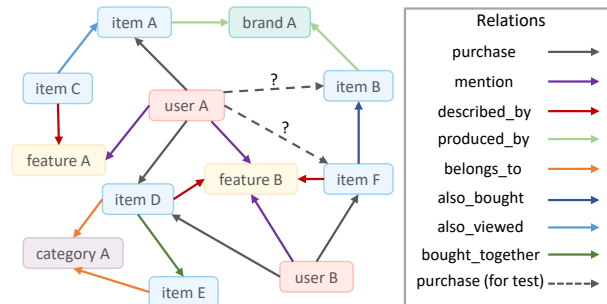 item A
brand A
Relations
purchase
mention
described_by
produced_by
belongs_to
also_bought
also_viewed
bought_together
purchase (for test)
item C
user A
?
item B
?
feature A
feature B
item F
item D
category A
user B
item E